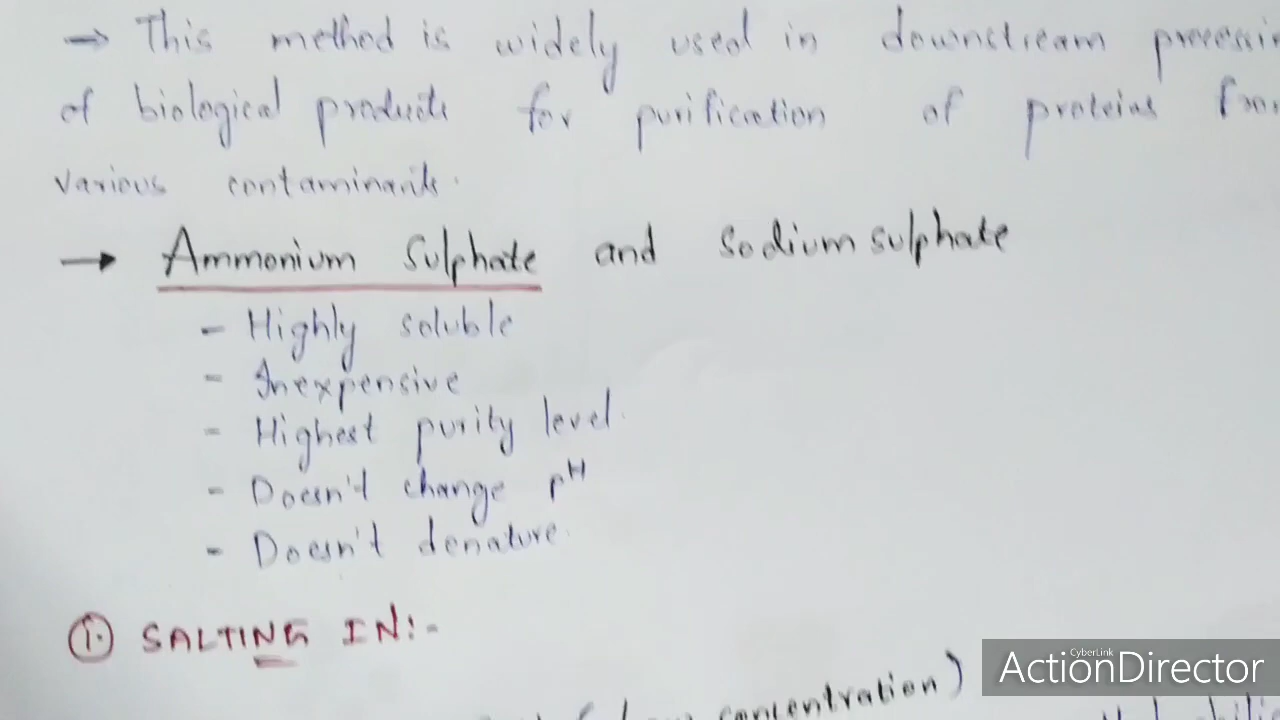 → This method is widely used in downstream
of biological products for purification of proteins
various contaminants.
→ Ammonium Sulphate and Sodium sulphate
- Highly soluble
- Inexpensive
- Highest purity level.
- Doesn't change pH
- Doesn't denature.
① SALTING IN:-
concentration)
CyberLink
ActionDirector